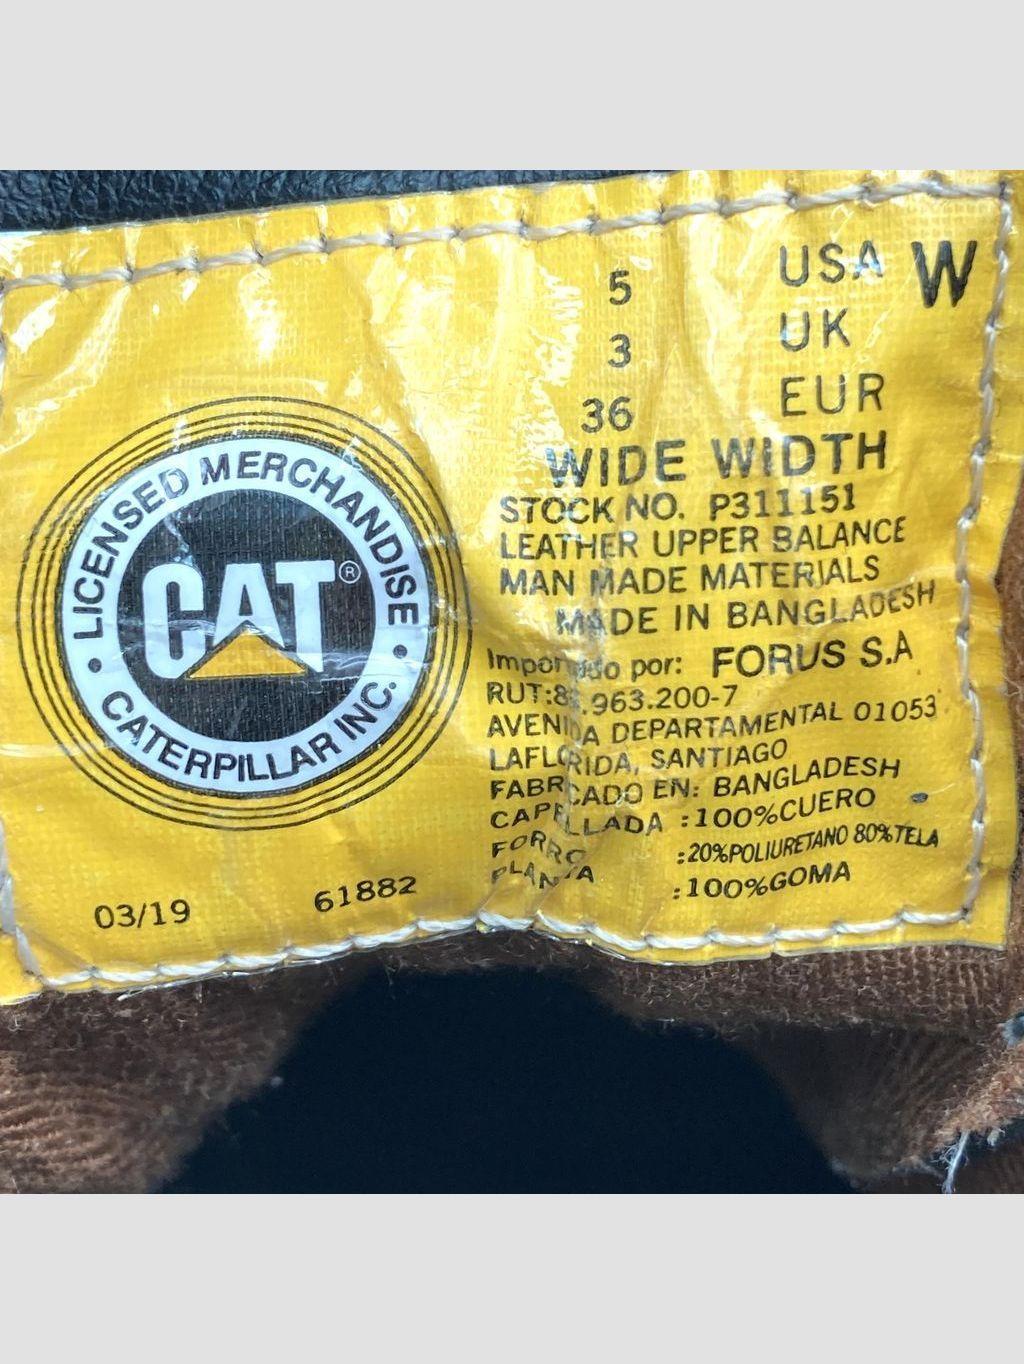 5 USA W
3 UK
36 EUR
WIDE WIDTH
STOCK NO. P311151
LEATHER UPPER BALANCE
MAN MADE MATERIALS
MADE IN BANGLADESH
por: FORUS S.A
AVENIDA DEPARTAMENTAL 01053
LAFLORIDA, SANTIAGO
FABRICADO EN: BANGLADESH
CAPELLADA :100%CUERO
FORRO :20%POLIURETANO 80%TELA
PLANTA :100%GOMA
LICENSED MERCHANDISE
CAT®
• CATERPILLAR INC. •
03/19 61882